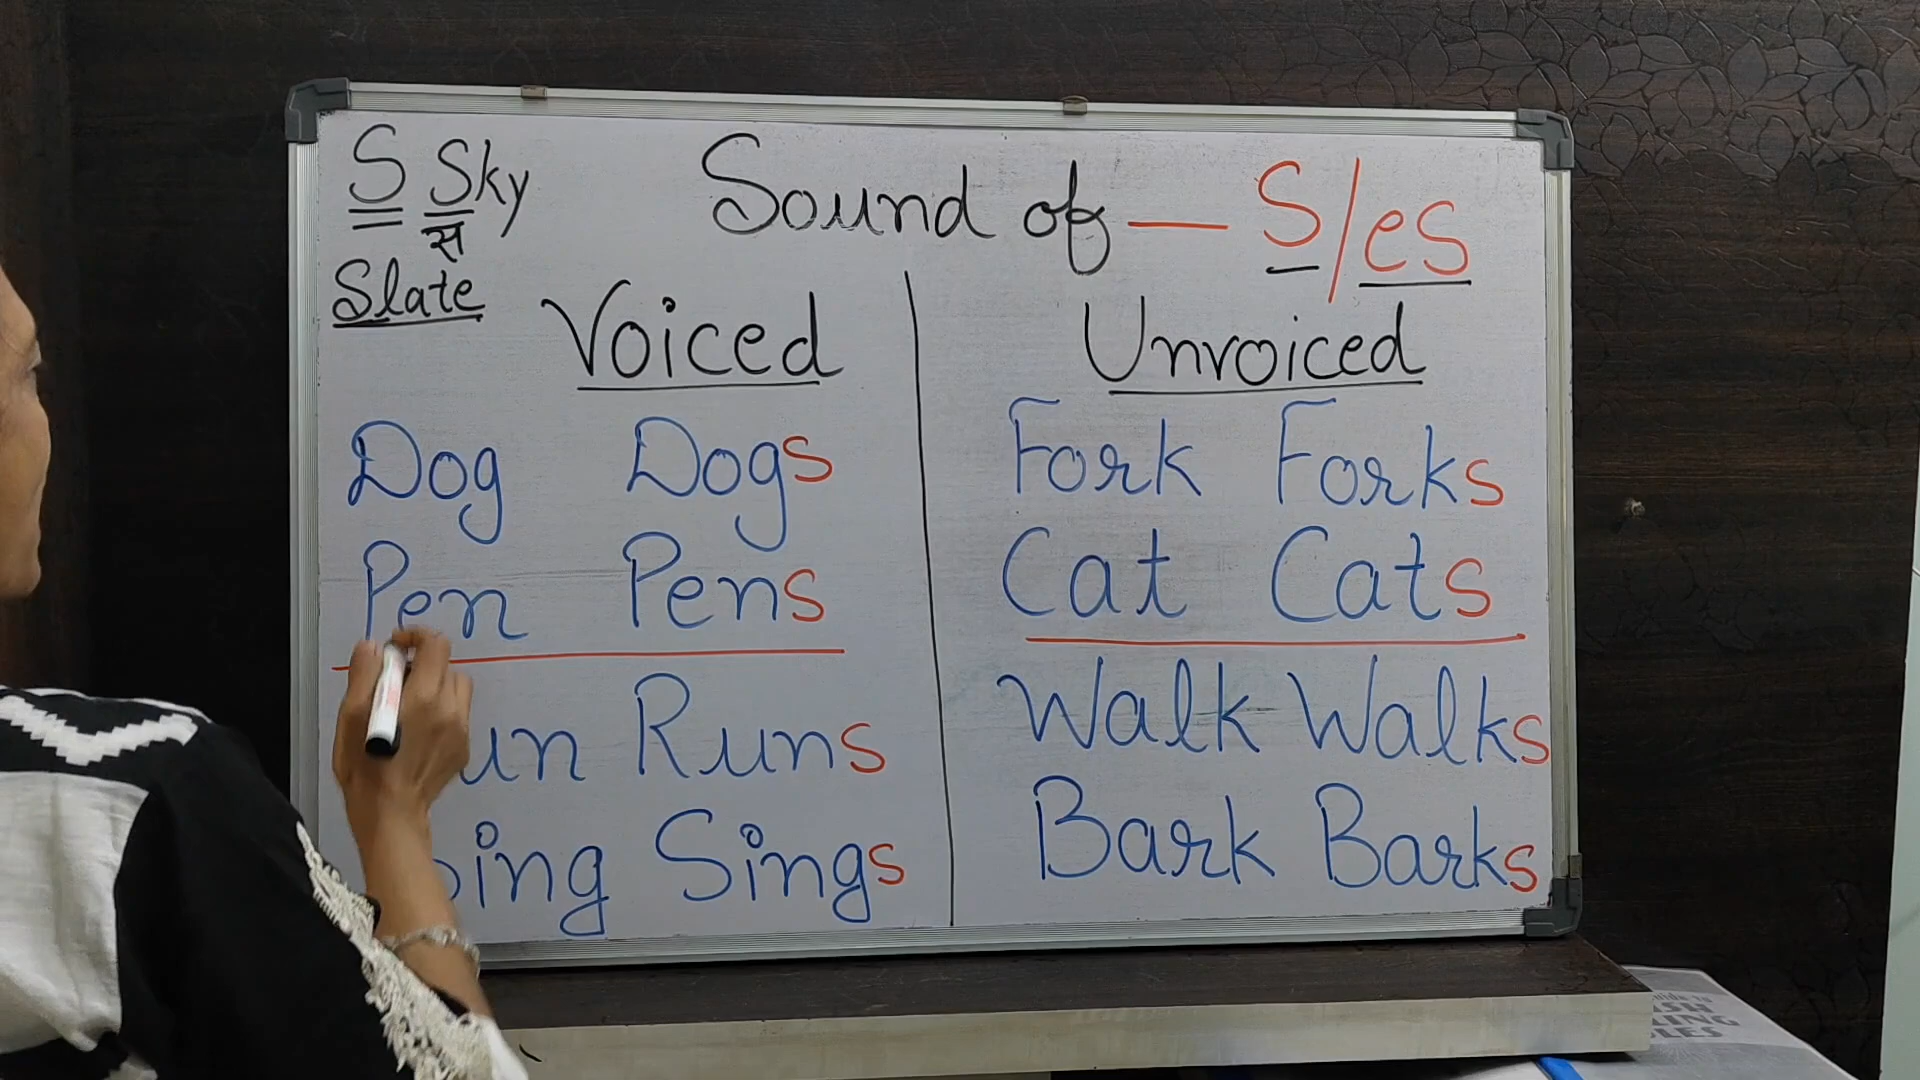 S Sky
स
Slate
Sound of — S/es
Voiced
Unvoiced
Dog Dogs
Fork Forks
Pen Pens
Cat Cats
Runs
Walk Walks
Sings
Bark Barks